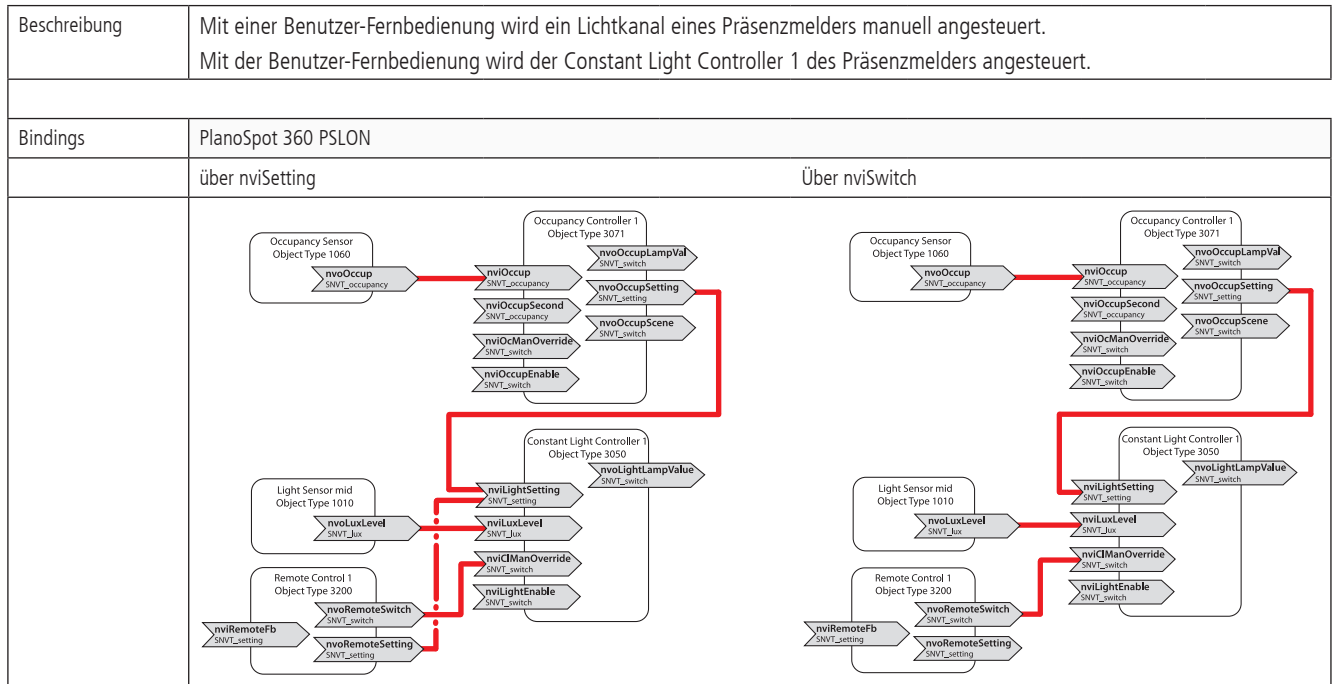 Beschreibung
Mit einer Benutzer-Fernbedienung wird ein Lichtkanal eines Präsenzmelders manuell angesteuert.
Mit der Benutzer-Fernbedienung wird der Constant Light Controller 1 des Präsenzmelders angesteuert.
Bindings
PlanoSpot 360 PSLON
über nviSetting
Über nviSwitch
Occupancy Sensor
Object Type 1060
nvoOccup
SNVT_occupancy
Occupancy Controller 1
Object Type 3071
nvoOccupLampVal
SNVT_switch
nviOccup
SNVT_occupancy
nvoOccupSetting
SNVT_setting
nviOccupSecond
SNVT_occupancy
nvoOccupScene
SNVT_switch
nviOcManOverride
SNVT_switch
nviOccupEnable
SNVT_switch
Constant Light Controller 1
Object Type 3050
nvoLightLampValue
SNVT_switch
nviLightSetting
SNVT_setting
Light Sensor mid
Object Type 1010
nvoLuxLevel
SNVT_lux
nviLuxLevel
SNVT_lux
nviClManOverride
SNVT_switch
nviLightEnable
SNVT_switch
Remote Control 1
Object Type 3200
nvoRemoteSwitch
SNVT_switch
nviRemoteFb
SNVT_setting
nvoRemoteSetting
SNVT_setting
Occupancy Sensor
Object Type 1060
nvoOccup
SNVT_occupancy
Occupancy Controller 1
Object Type 3071
nvoOccupLampVal
SNVT_switch
nviOccup
SNVT_occupancy
nvoOccupSetting
SNVT_setting
nviOccupSecond
SNVT_occupancy
nvoOccupScene
SNVT_switch
nviOcManOverride
SNVT_switch
nviOccupEnable
SNVT_switch
Constant Light Controller 1
Object Type 3050
nvoLightLampValue
SNVT_switch
nviLightSetting
SNVT_setting
Light Sensor mid
Object Type 1010
nvoLuxLevel
SNVT_lux
nviLuxLevel
SNVT_lux
nviClManOverride
SNVT_switch
nviLightEnable
SNVT_switch
Remote Control 1
Object Type 3200
nvoRemoteSwitch
SNVT_switch
nviRemoteFb
SNVT_setting
nvoRemoteSetting
SNVT_setting